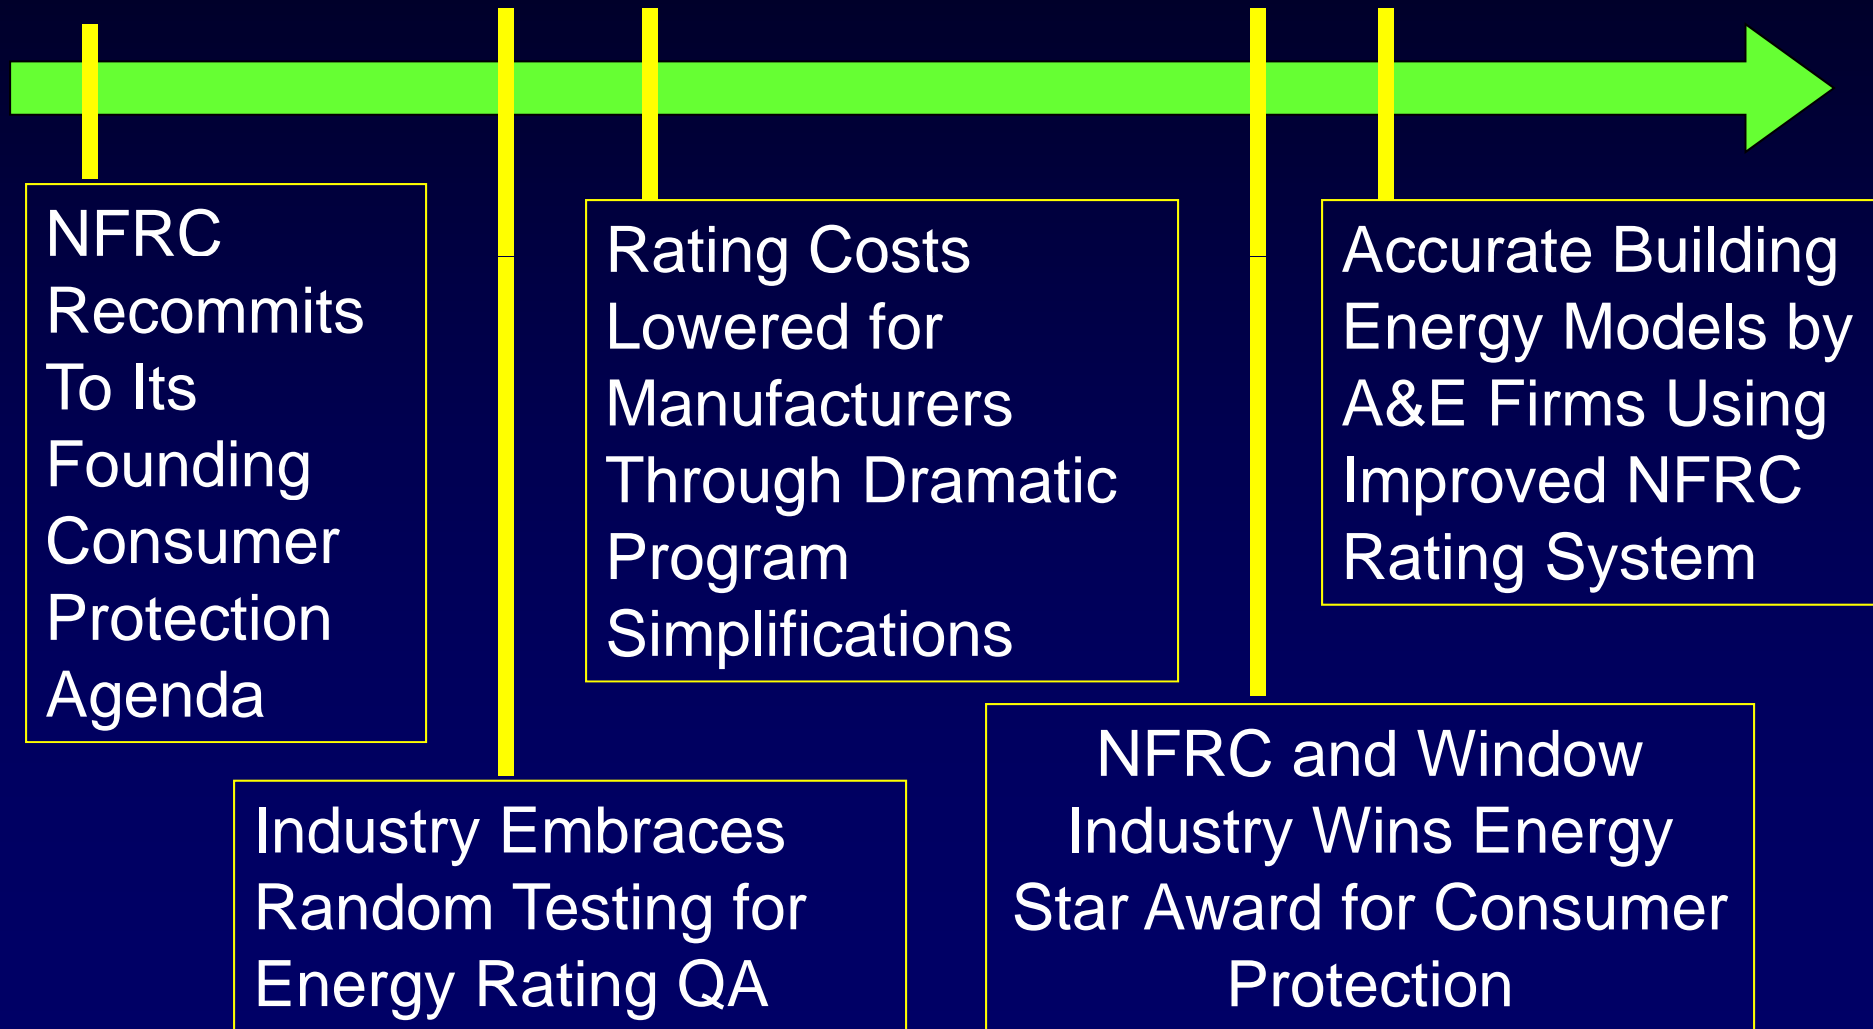 NFRC
Recommits
To Its
Founding
Consumer
Protection
Agenda
Industry Embraces
Random Testing for
Energy Rating QA
Rating Costs
Lowered for
Manufacturers
Through Dramatic
Program
Simplifications
NFRC and Window
Industry Wins Energy
Star Award for Consumer
Protection
Accurate Building
Energy Models by
A&E Firms Using
Improved NFRC
Rating System